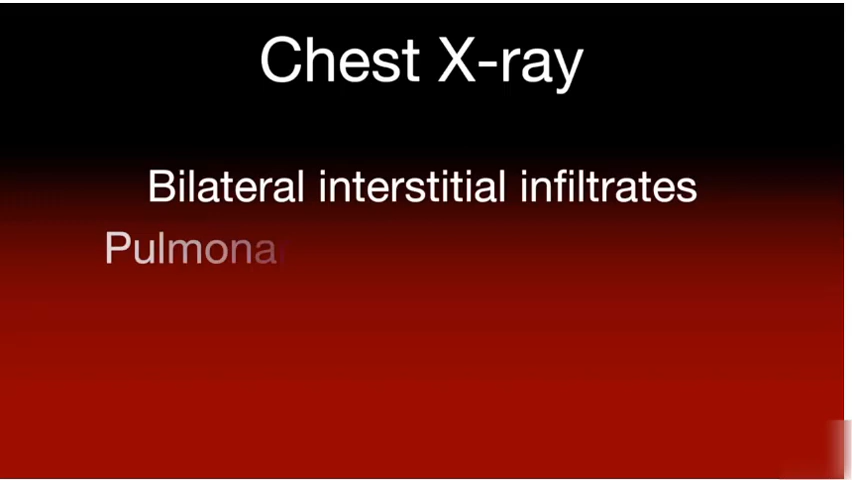 Chest X-ray
Bilateral interstitial infiltrates
Pulmona